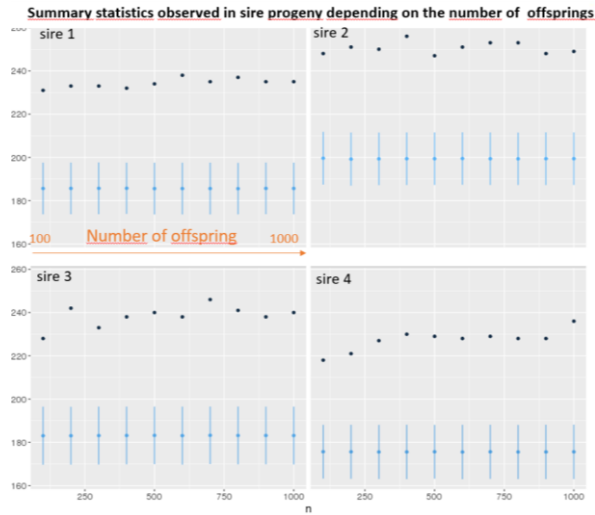 Summary statistics observed in sire progeny depending on the number of offsprings
sire 1
sire 2
240
220
200
180
160
100 Number of offspring 1000
sire 3
sire 4
260
240
220
200
180
160
250 500 750 1000 250 500 750 1000
n